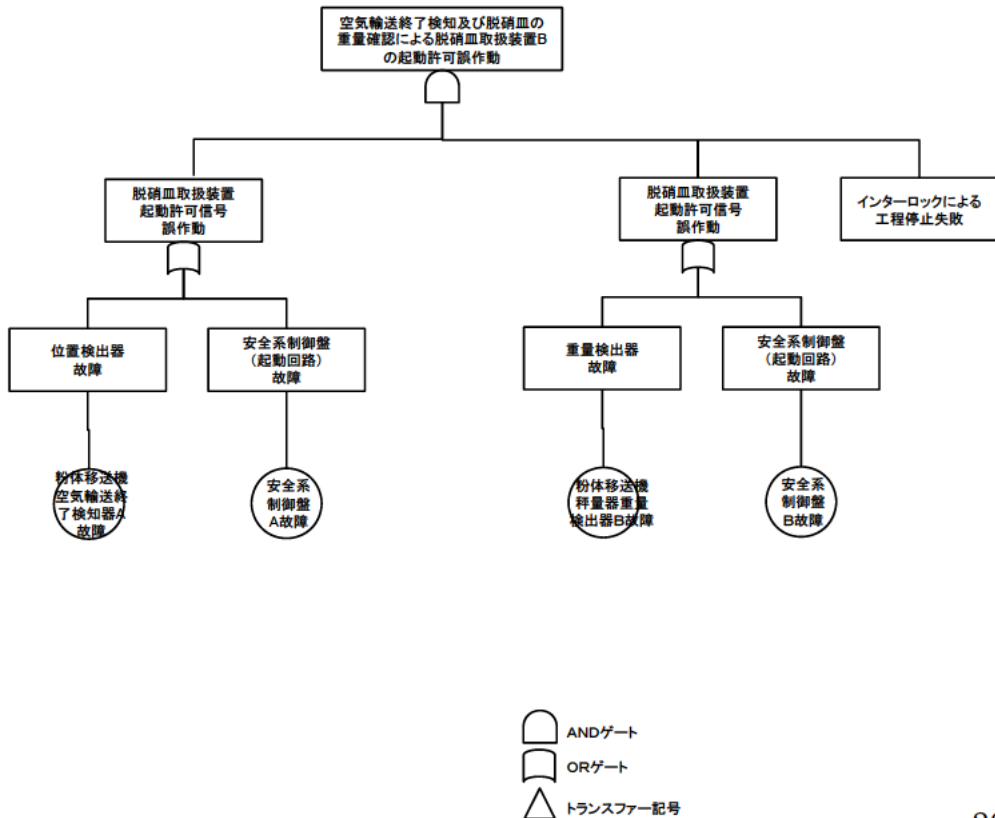 空気輸送終了検知及び脱硝皿の
重量確認による脱硝皿取扱装置B
の起動許可誤作動
脱硝皿取扱装置
起動許可信号
誤作動
脱硝皿取扱装置
起動許可信号
誤作動
インターロックによる
工程停止失敗
位置検出器
故障
安全系制御盤
(起動回路)
故障
重量検出器
故障
安全系制御盤
(起動回路)
故障
粉体移送機
空気輸送終
了検知器A
故障
安全系
制御盤
A故障
粉体移送機
秤量器重量
検出器B故障
安全系
制御盤
B故障
ANDゲート
ORゲート
トランスファー記号